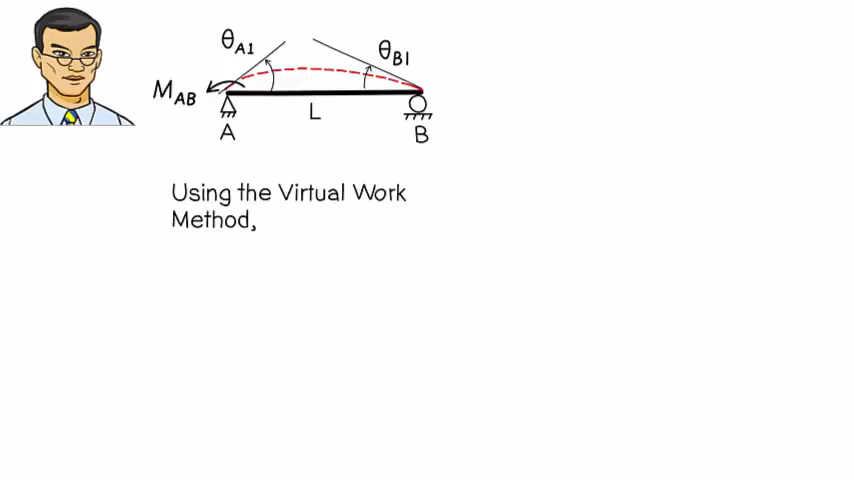 θA1
θB1
MAB
L
A
B
Using the Virtual Work
Method,